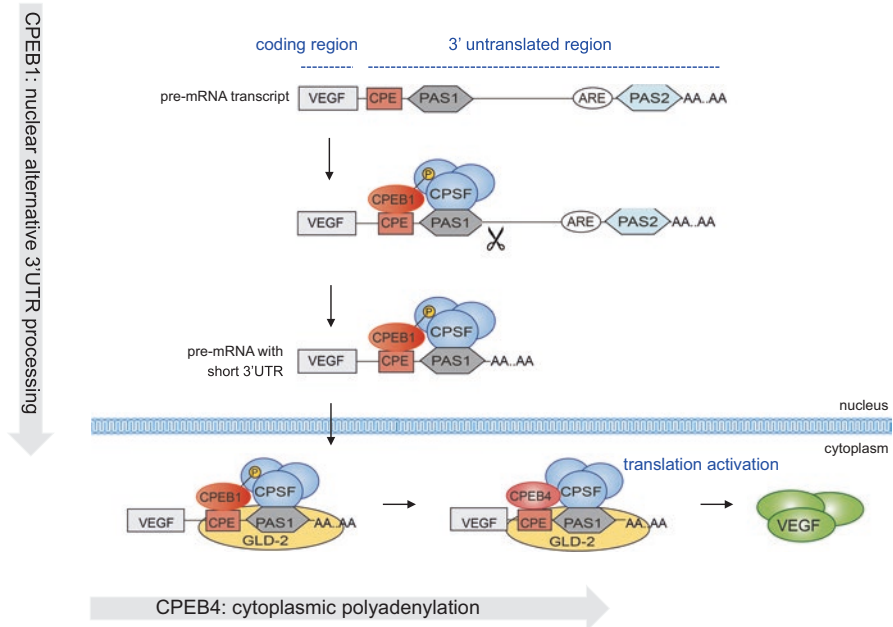 CPEB1: nuclear alternative 3'UTR processing
coding region
3' untranslated region
pre-mRNA transcript
VEGF
CPE
PAS1
ARE
PAS2
AA..AA
P
CPEB1
CPSF
VEGF
CPE
PAS1
ARE
PAS2
AA..AA
P
CPEB1
CPSF
pre-mRNA with
short 3'UTR
VEGF
CPE
PAS1
AA..AA
nucleus
cytoplasm
translation activation
P
CPEB1
CPSF
VEGF
CPE
PAS1
AA..AA
GLD-2
CPEB4
CPSF
VEGF
CPE
PAS1
AA..AA
GLD-2
VEGF
CPEB4: cytoplasmic polyadenylation